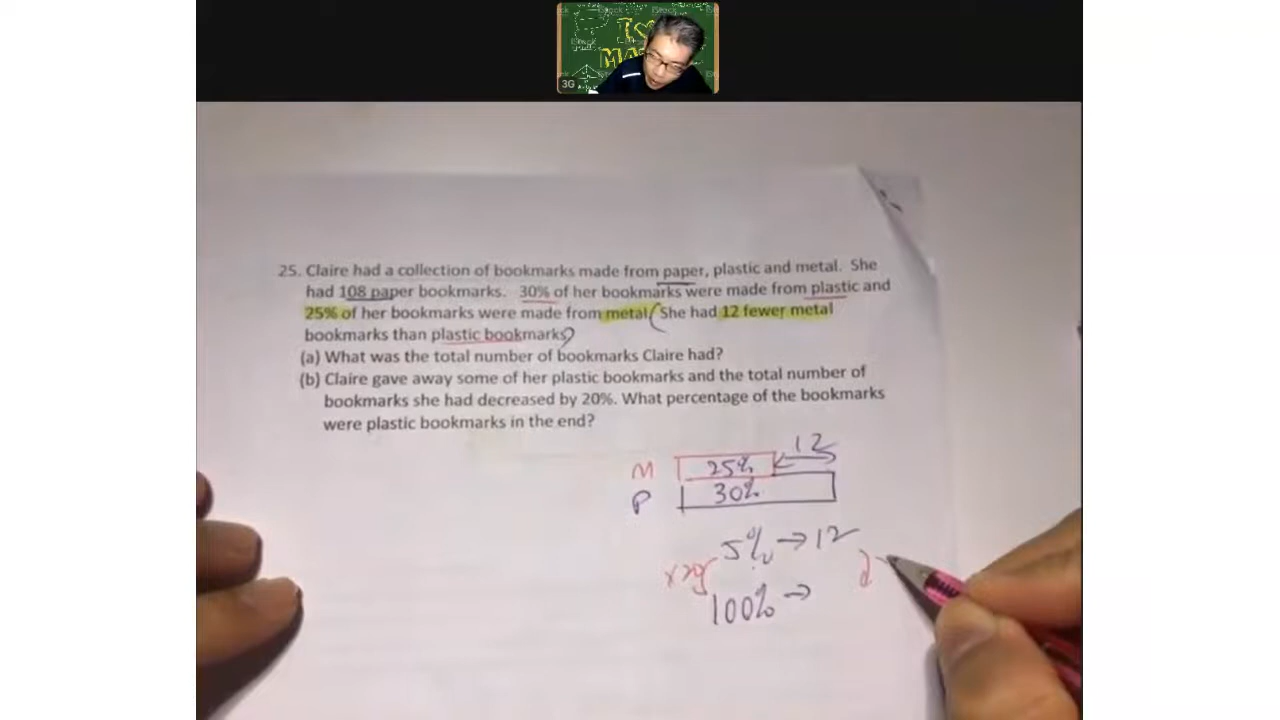 I ♡
MA
iStock
3G
25. Claire had a collection of bookmarks made from paper, plastic and metal. She
had 108 paper bookmarks. 30% of her bookmarks were made from plastic and
25% of her bookmarks were made from metal. (She had 12 fewer metal
bookmarks than plastic bookmarks)
(a) What was the total number of bookmarks Claire had?
(b) Claire gave away some of her plastic bookmarks and the total number of
bookmarks she had decreased by 20%. What percentage of the bookmarks
were plastic bookmarks in the end?
12
M 25%
P 30%
5% → 12
x20
100% →